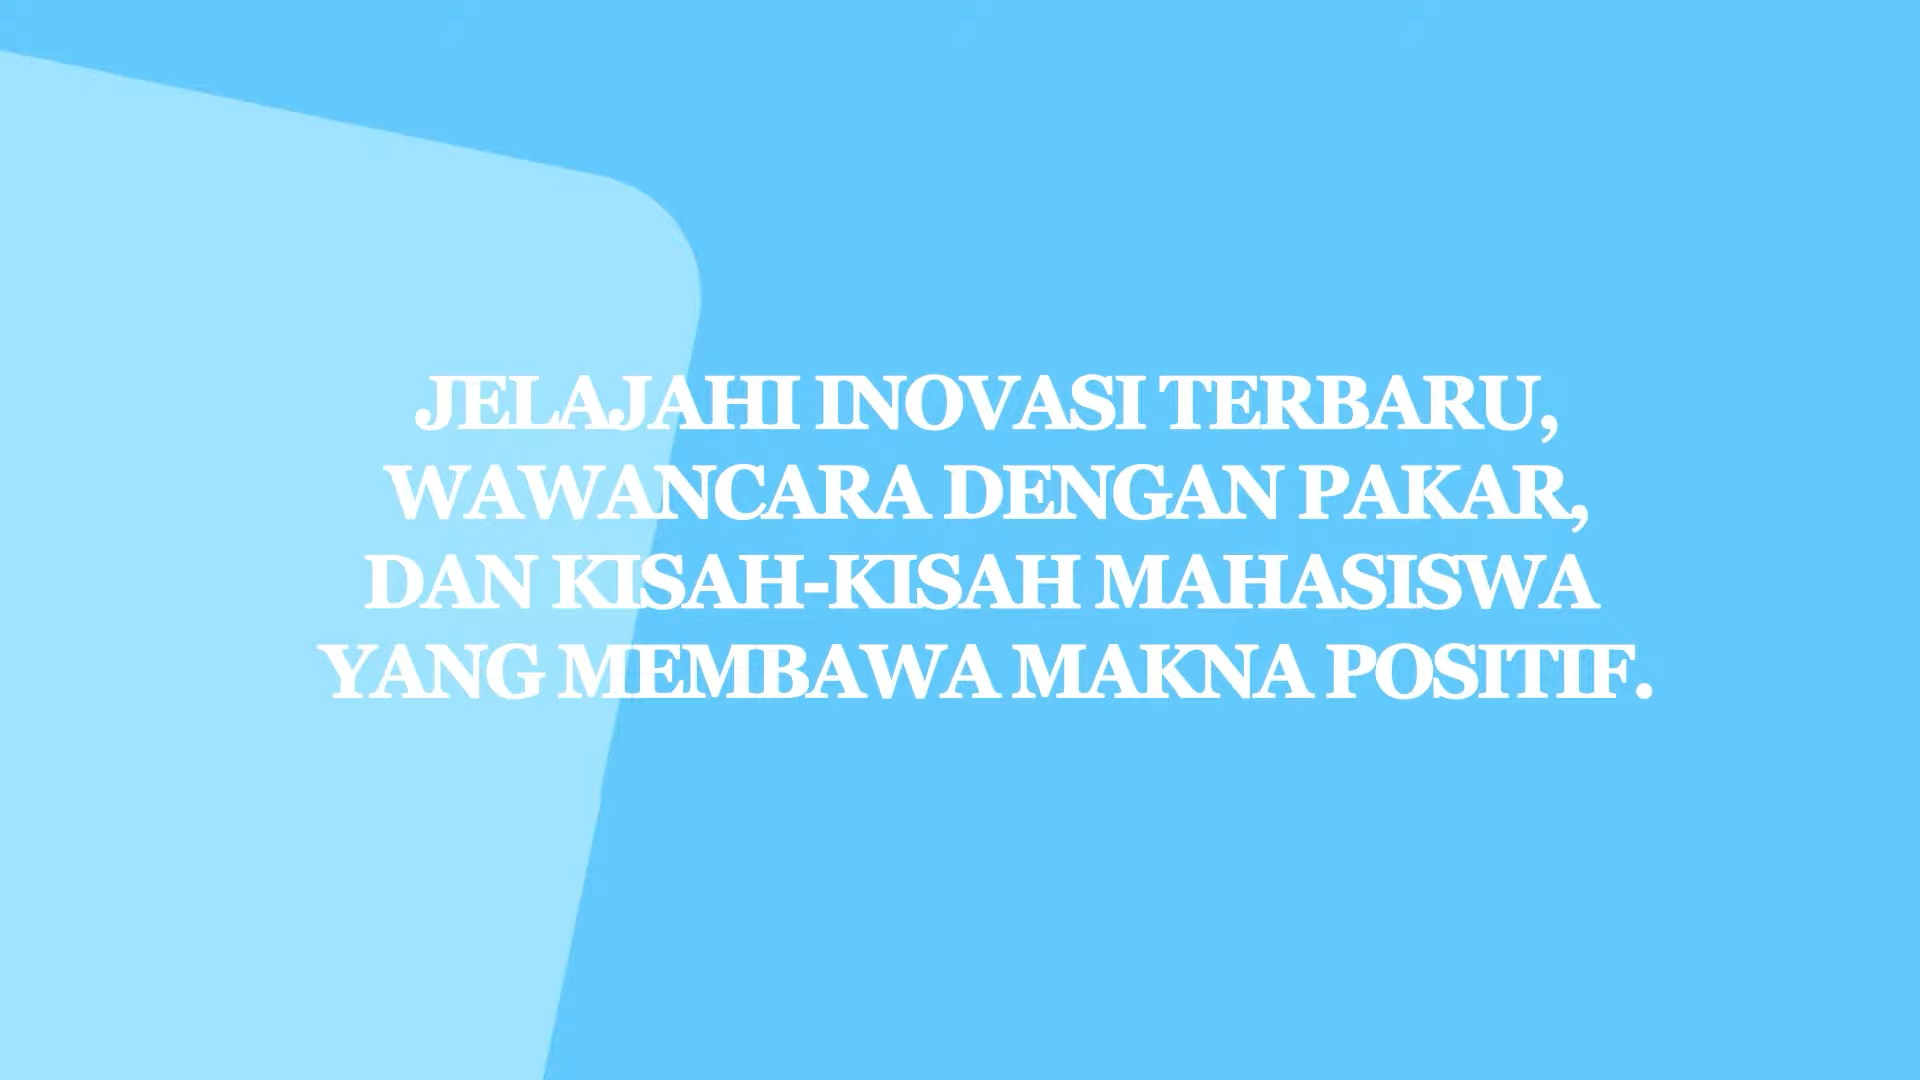 JELAJAHI INOVASI TERBARU,
WAWANCARA DENGAN PAKAR,
DAN KISAH-KISAH MAHASISWA
YANG MEMBAWA MAKNA POSITIF.